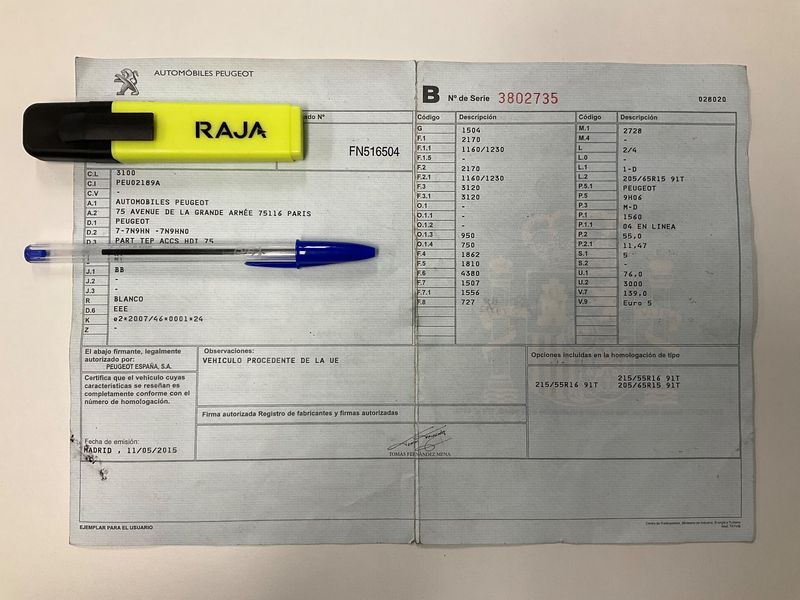 AUTOMÓBILES PEUGEOT
RAJA
ado Nº
FN516504
C.L 3100
C.I PEU02189A
C.V -
A.1 AUTOMOBILES PEUGEOT
A.2 75 AVENUE DE LA GRANDE ARMÉE 75116 PARIS
D.1 PEUGEOT
D.2 7-7N9HN -7N9HN0
D.3 PART TEP ACCS HDI 75
J.1 BB
J.2 -
J.3 -
R BLANCO
D.6 EEE
K e2*2007/46*0001*24
Z -
B Nº de Serie 3802735
028020
Código Descripción
G 1504
F.1 2170
F.1.1 1160/1230
F.1.5 -
F.2 2170
F.2.1 1160/1230
F.3 3120
F.3.1 3120
O.1 -
O.1.1 -
O.1.2 -
O.1.3 950
O.1.4 750
F.4 1862
F.5 1810
F.6 4380
F.7 1507
F.7.1 1556
F.8 727
Código Descripción
M.1 2728
M.4 -
L 2/4
L.0 -
L.1 1-D
L.2 205/65R15 91T
P.5.1 PEUGEOT
P.5 9H06
P.3 M-D
P.1 1560
P.1.1 04 EN LINEA
P.2 55,0
P.2.1 11,47
S.1 5
S.2 -
U.1 76,0
U.2 3000
V.7 139,0
V.9 Euro 5
El abajo firmante, legalmente
autorizado por:
PEUGEOT ESPAÑA, S.A.
Certifica que el vehículo cuyas
características se reseñan es
completamente conforme con el
número de homologación.
Fecha de emisión:
MADRID , 11/05/2015
Observaciones:
VEHICULO PROCEDENTE DE LA UE
Firma autorizada Registro de fabricantes y firmas autorizadas
TOMÁS FERNÁNDEZ MENA
Opciones incluidas en la homologación de tipo
215/55R16 91T
215/55R16 91T 205/65R15 91T
EJEMPLAR PARA EL USUARIO